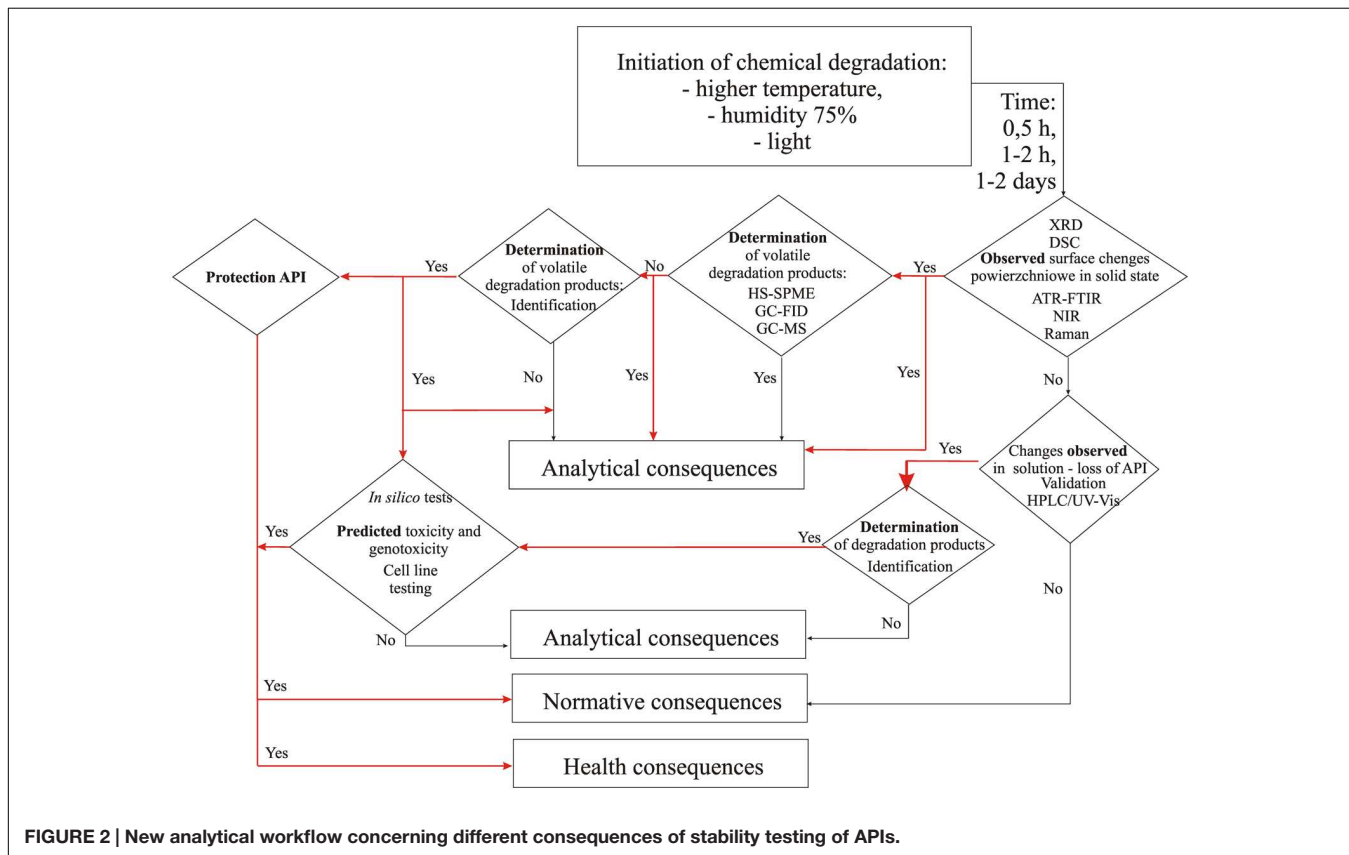 Initiation of chemical degradation:
- higher temperature,
- humidity 75%
- light
Time:
0,5 h,
1-2 h,
1-2 days
XRD
DSC
Observed surface chenges
powierzchniowe in solid state
ATR-FTIR
NIR
Raman
Yes
Determination
of volatile
degradation products:
HS-SPME
GC-FID
GC-MS
No
Determination
of volatile
degradation products:
Identification
Yes
Protection API
Yes
No
Yes
Yes
Yes
No
Analytical consequences
Changes observed
in solution - loss of API
Validation
HPLC/UV-Vis
Yes
No
Determination
of degradation products
Identification
Yes
No
In silico tests
Predicted toxicity and
genotoxicity
Cell line
testing
Yes
No
Analytical consequences
Yes
Normative consequences
Yes
Health consequences
FIGURE 2 | New analytical workflow concerning different consequences of stability testing of APIs.